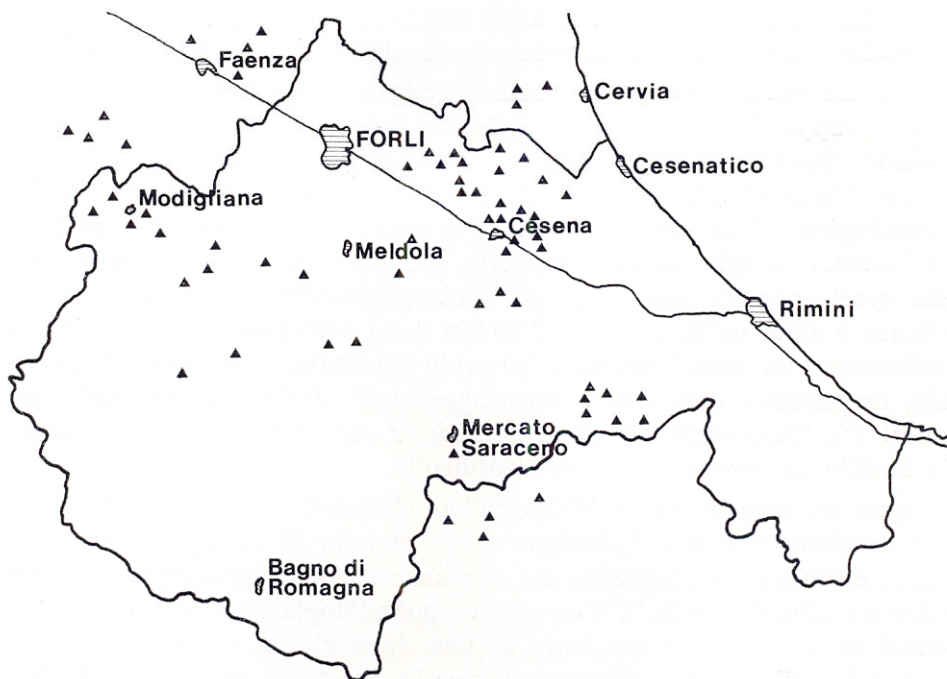 Faenza
Cervia
FORLI
Cesenatico
Modigliana
Cesena
Meldola
Rimini
Mercato
Saraceno
Bagno di
Romagna